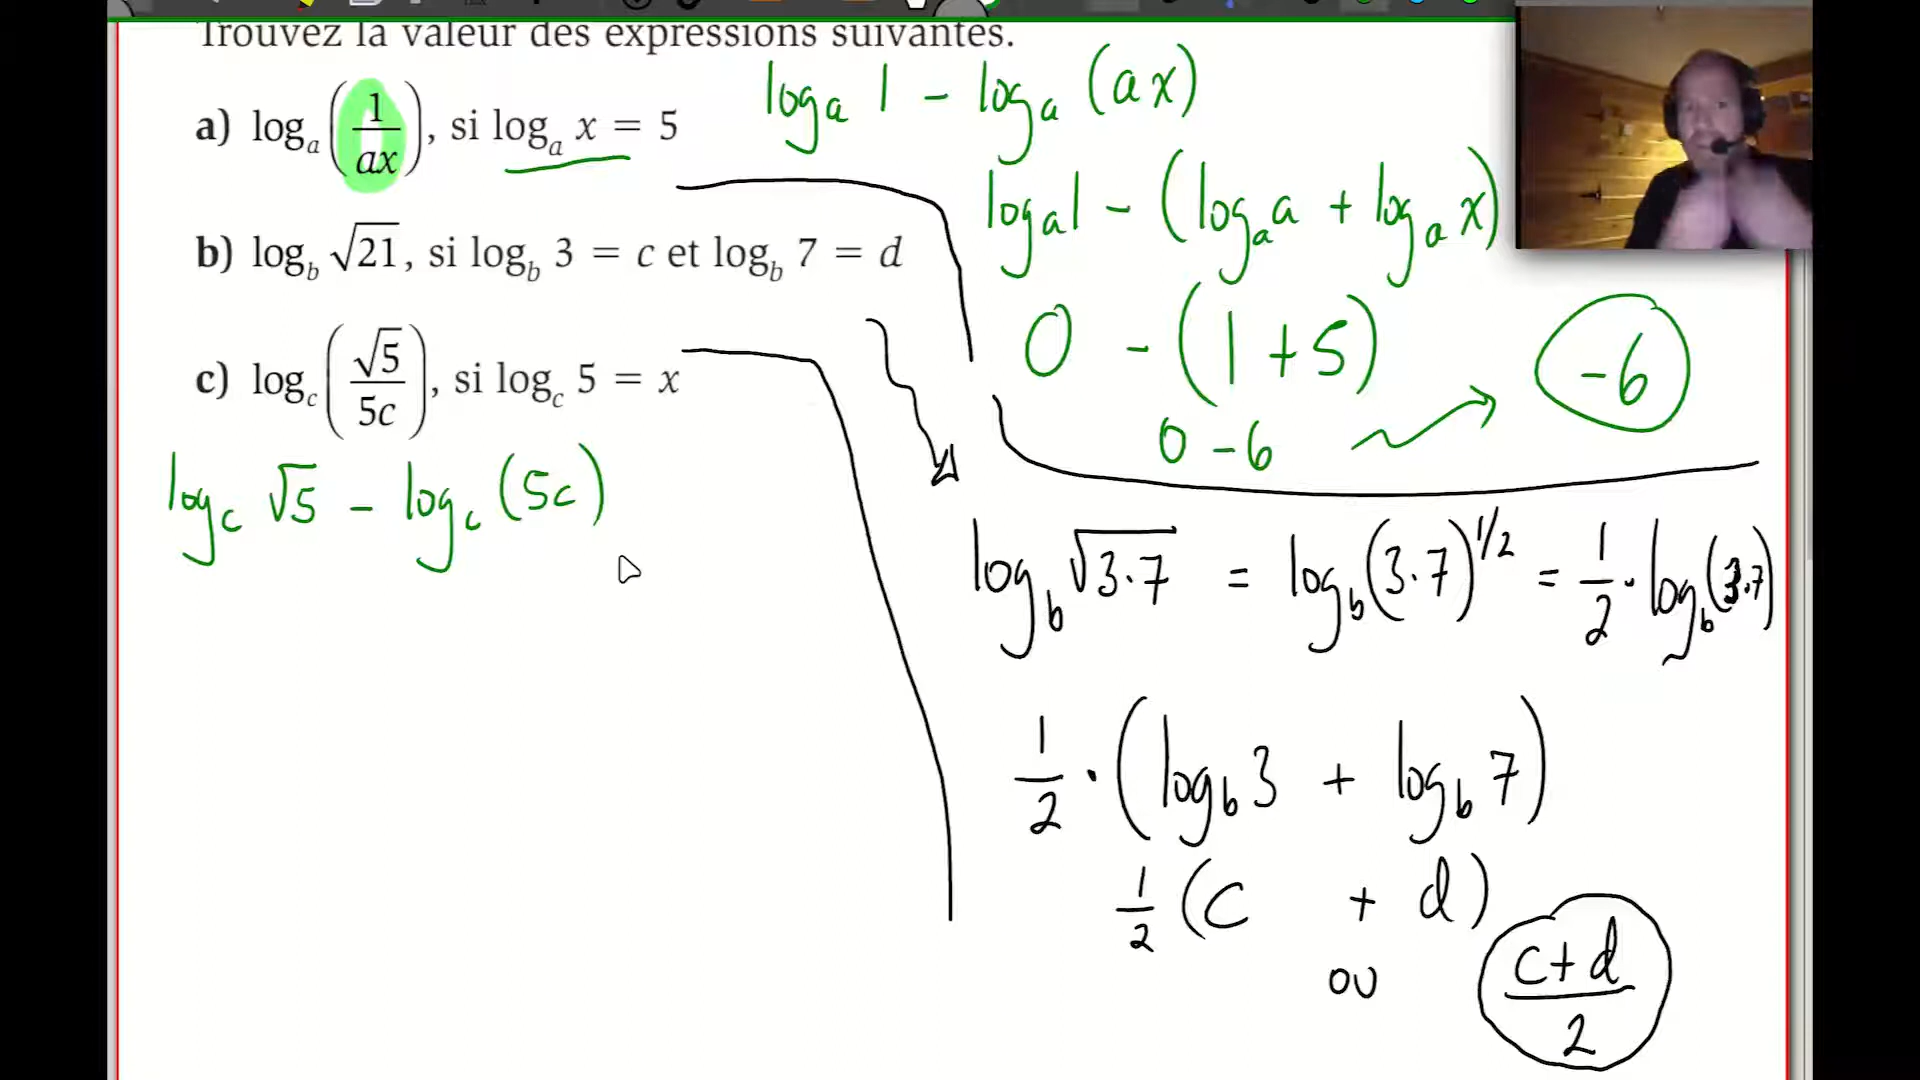 Trouvez la valeur des expressions suivantes.
a) log_a (1/ax), si log_a x = 5
b) log_b √21, si log_b 3 = c et log_b 7 = d
c) log_c (√5/5c), si log_c 5 = x
log_c √5 - log_c (5c)
log_a 1 - log_a (ax)
log_a 1 - (log_a a + log_a x)
0 - (1 + 5)
0 - 6
-6
log_b √3·7 = log_b (3·7)^1/2 = 1/2 · log_b (3·7)
1/2 · (log_b 3 + log_b 7)
1/2 (c + d)
ou
c+d/2